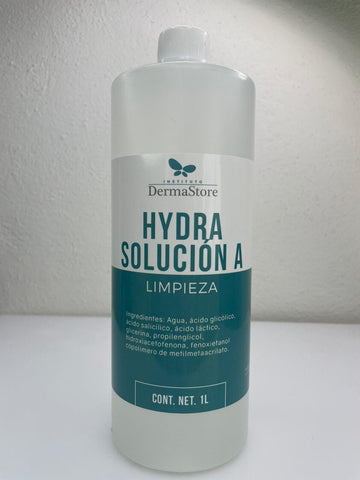 INSTITUTO
DermaStore
HYDRA
SOLUCIÓN A
LIMPIEZA
Ingredientes: Agua, ácido glicólico,
ácido salicílico, ácido láctico,
glicerina, propilenglicol,
hidroxiacetofenona, fenoxietanol
copolímero de metilmetaacrilato.
CONT. NET. 1L